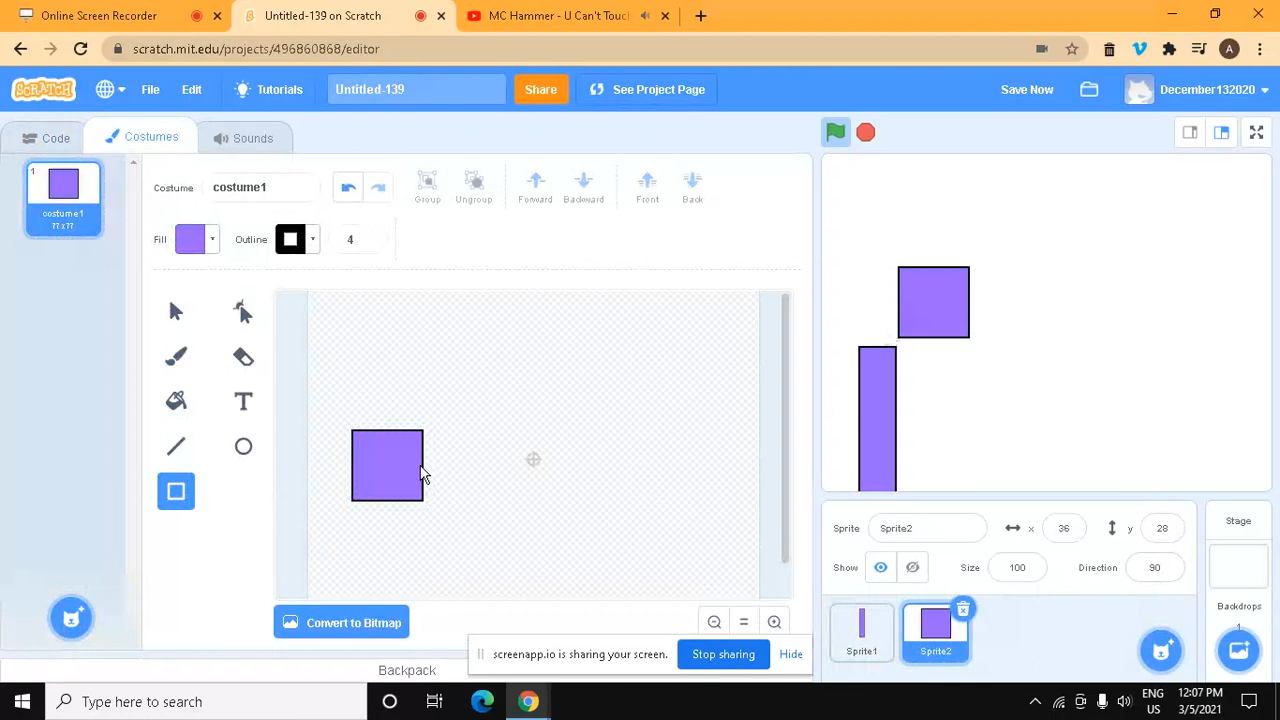 Online Screen Recorder
Untitled-139 on Scratch
MC Hammer - U Can't Touch
scratch.mit.edu/projects/496860868/editor
A
SCRATCH
File
Edit
Tutorials
Untitled-139
Share
See Project Page
Save Now
December132020
Code
Costumes
Sounds
1
costume1
77 x 77
Costume
costume1
Group
Ungroup
Forward
Backward
Front
Back
Fill
Outline
4
T
Convert to Bitmap
Backpack
screenapp.io is sharing your screen.
Stop sharing
Hide
Sprite
Sprite2
x
36
y
28
Show
Size
100
Direction
90
Sprite1
Sprite2
Stage
Backdrops
1
Type here to search
ENG
US
12:07 PM
3/5/2021